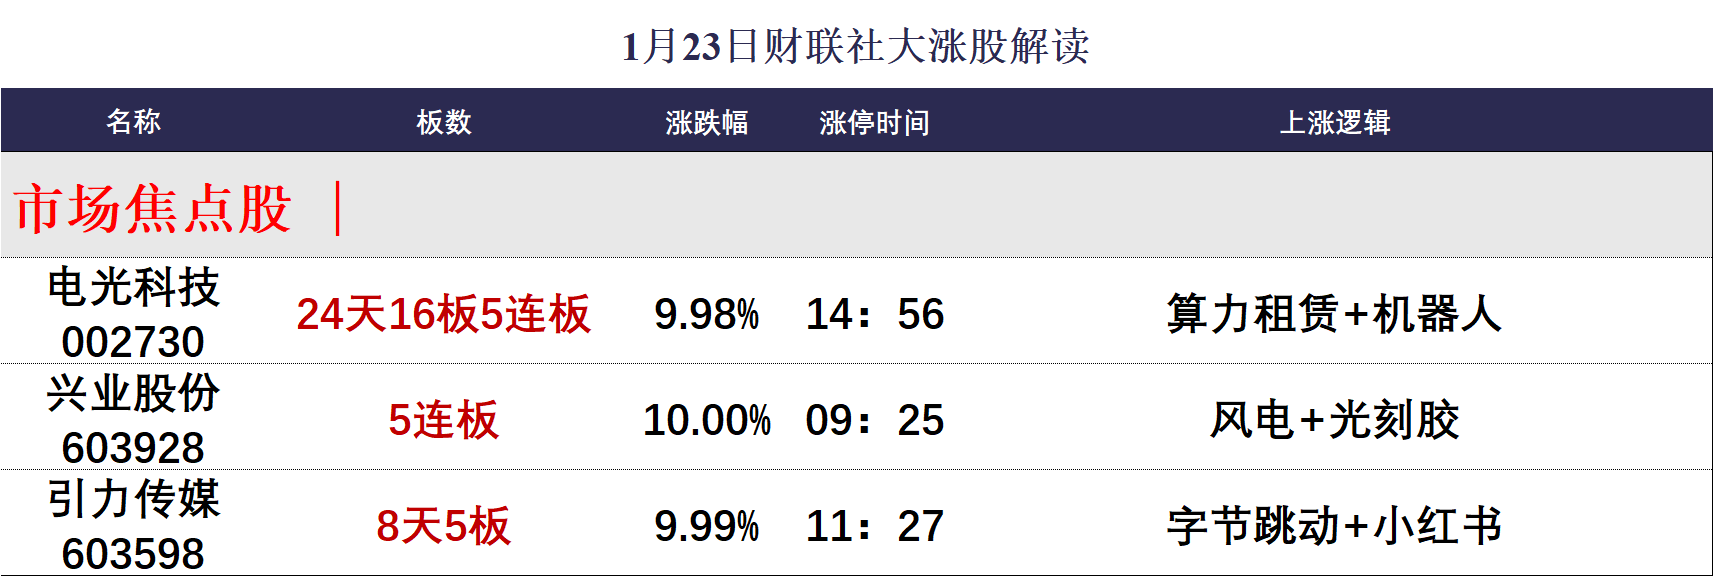 1月23日财联社大涨股解读
名称 板数 涨跌幅 涨停时间 上涨逻辑
市场焦点股 ｜
电光科技
002730 24天16板5连板 9.98% 14：56 算力租赁+机器人
兴业股份
603928 5连板 10.00% 09：25 风电+光刻胶
引力传媒
603598 8天5板 9.99% 11：27 字节跳动+小红书